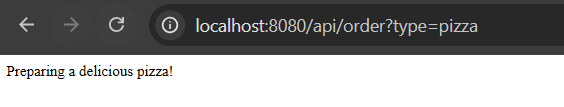 localhost:8080/api/order?type=pizza
Preparing a delicious pizza!